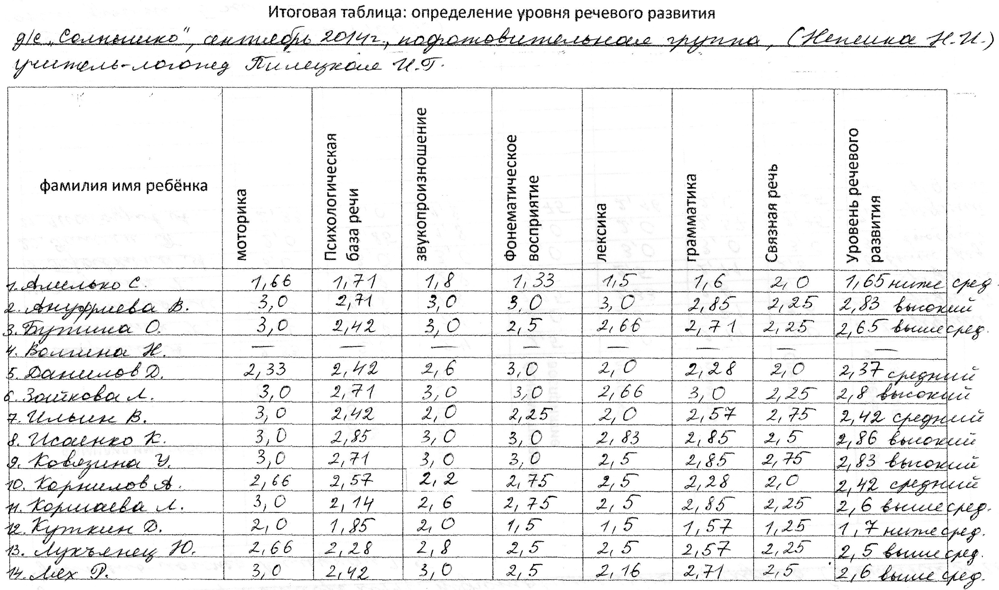 Итоговая таблица: определение уровня речевого развития
д/с „Солнышко", сентябрь 2014г., подготовительная группа, (Непеина Н.И.)
учитель-логопед Пилецкая И.Г.
фамилия имя ребёнка моторика Психологическая база речи звукопроизношение Фонематическое восприятие лексика грамматика Связная речь Уровень речевого развития
1. Амелько С. 1,66 1,71 1,8 1,33 1,5 1,6 2,0 1,65 ниже сред.
2. Ануфриева В. 3,0 2,71 3,0 3,0 3,0 2,85 2,25 2,83 высокий
3. Бутина О. 3,0 2,42 3,0 2,5 2,66 2,71 2,25 2,65 выше сред.
4. Волгина Н. — — — — — — — —
5. Данилов Д. 2,33 2,42 2,6 3,0 2,0 2,28 2,0 2,37 средний
6. Зайкова Л. 3,0 2,71 3,0 3,0 2,66 3,0 2,25 2,8 высокий
7. Ильин В. 3,0 2,42 2,0 2,25 2,0 2,57 2,75 2,42 средний
8. Исаенко К. 3,0 2,85 3,0 3,0 2,83 2,85 2,5 2,86 высокий
9. Ковязина У. 3,0 2,71 3,0 3,0 2,5 2,85 2,75 2,83 высокий
10. Корнилов А. 2,66 2,57 2,2 2,75 2,5 2,28 2,0 2,42 средний
11. Коршаева Л. 3,0 2,14 2,6 2,75 2,5 2,85 2,25 2,6 выше сред.
12. Куткин Д. 2,0 1,85 2,0 1,5 1,5 1,57 1,25 1,7 ниже сред.
13. Лукъянец Ю. 2,66 2,28 2,8 2,5 2,5 2,57 2,25 2,5 выше сред.
14. Мех Р. 3,0 2,42 3,0 2,5 2,16 2,71 2,5 2,6 выше сред.